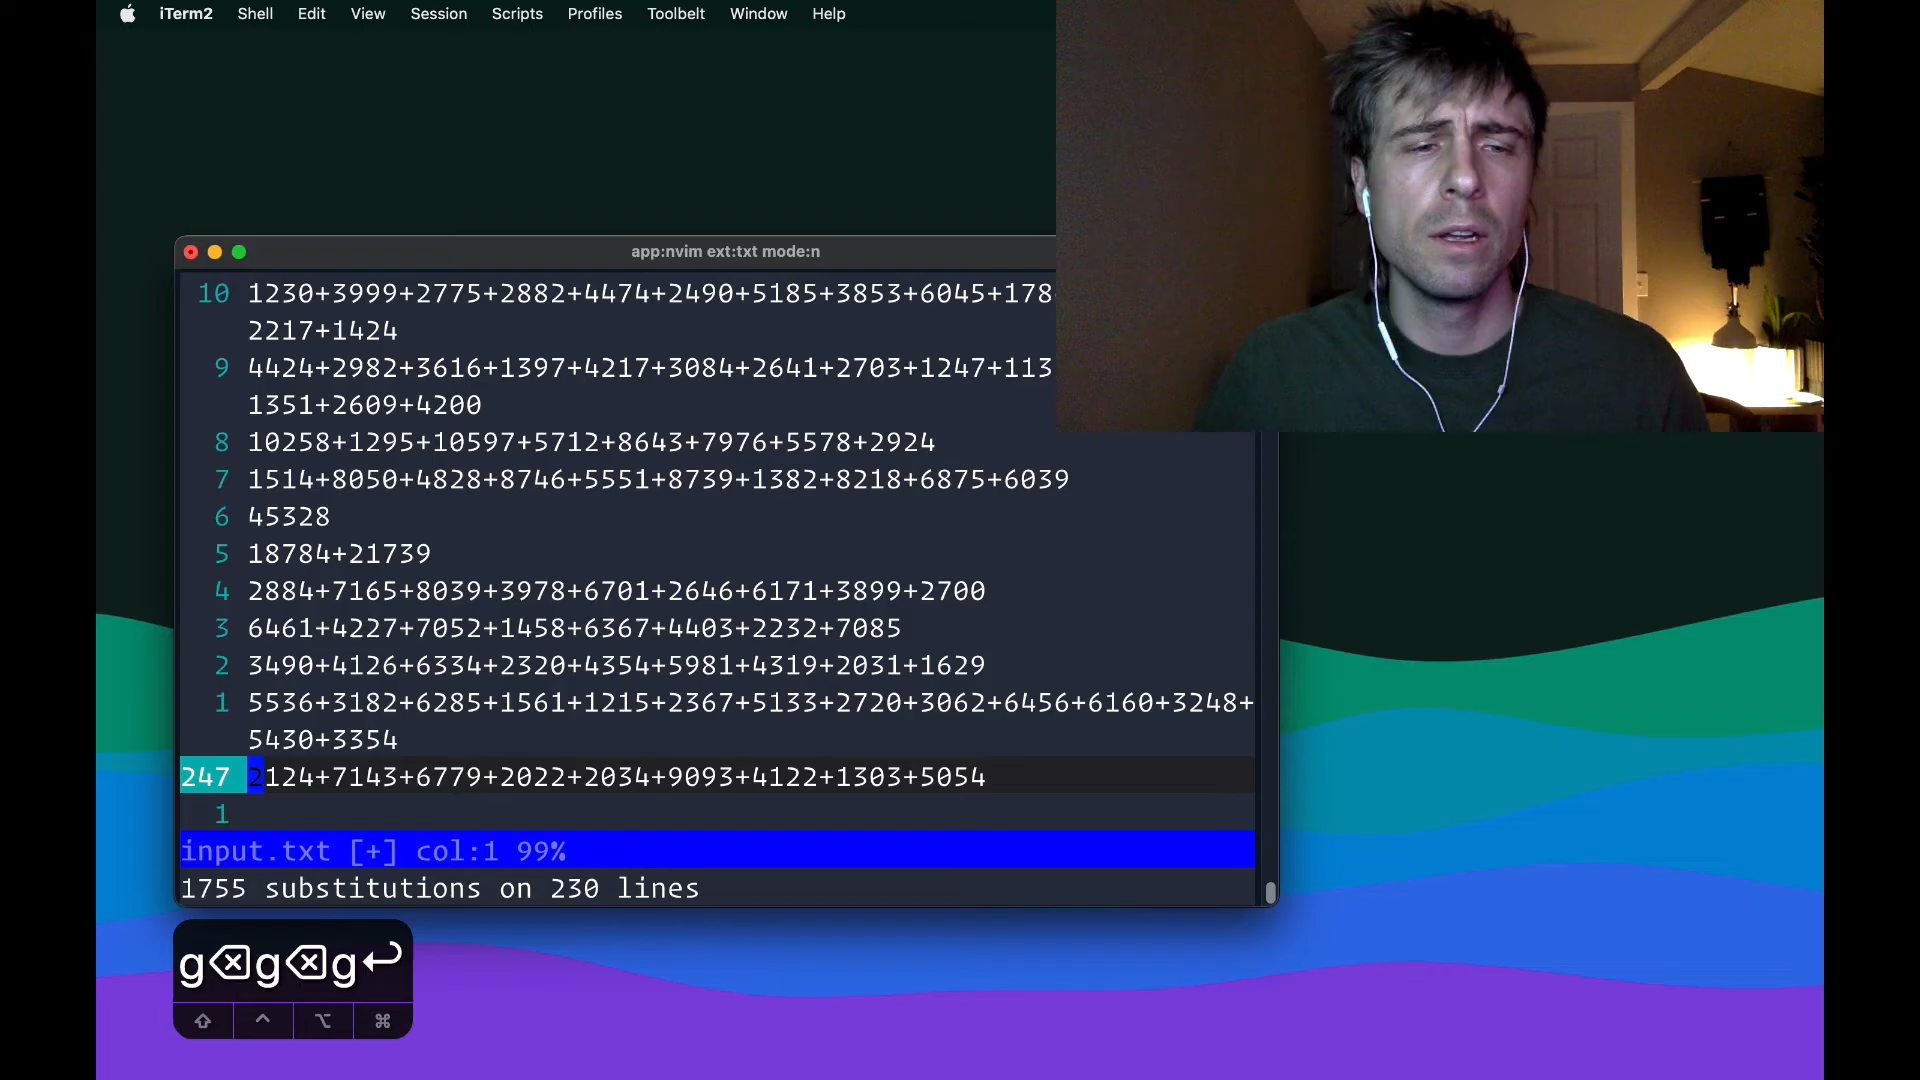 iTerm2 Shell Edit View Session Scripts Profiles Toolbelt Window Help
app:nvim ext:txt mode:n
10 1230+3999+2775+2882+4474+2490+5185+3853+6045+178
2217+1424
9 4424+2982+3616+1397+4217+3084+2641+2703+1247+113
1351+2609+4200
8 10258+1295+10597+5712+8643+7976+5578+2924
7 1514+8050+4828+8746+5551+8739+1382+8218+6875+6039
6 45328
5 18784+21739
4 2884+7165+8039+3978+6701+2646+6171+3899+2700
3 6461+4227+7052+1458+6367+4403+2232+7085
2 3490+4126+6334+2320+4354+5981+4319+2031+1629
1 5536+3182+6285+1561+1215+2367+5133+2720+3062+6456+6160+3248+
5430+3354
247 2124+7143+6779+2022+2034+9093+4122+1303+5054
1
input.txt [+] col:1 99%
1755 substitutions on 230 lines
g⌫g⌫g↩
⇧ ^ ⌥ ⌘